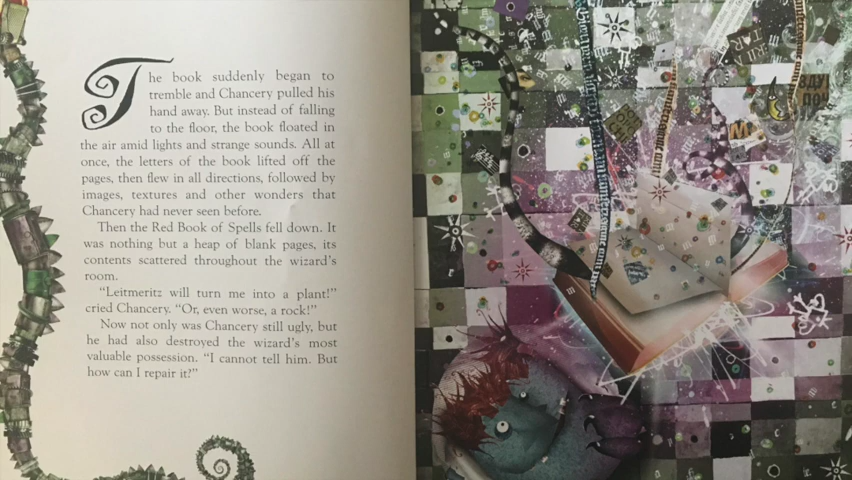 The book suddenly began to
tremble and Chancery pulled his
hand away. But instead of falling
to the floor, the book floated in
the air amid lights and strange sounds. All at
once, the letters of the book lifted off the
pages, then flew in all directions, followed by
images, textures and other wonders that
Chancery had never seen before.
Then the Red Book of Spells fell down. It
was nothing but a heap of blank pages, its
contents scattered throughout the wizard's
room.
"Leitmeritz will turn me into a plant!"
cried Chancery. "Or, even worse, a rock!"
Now not only was Chancery still ugly, but
he had also destroyed the wizard's most
valuable possession. "I cannot tell him. But
how can I repair it?"